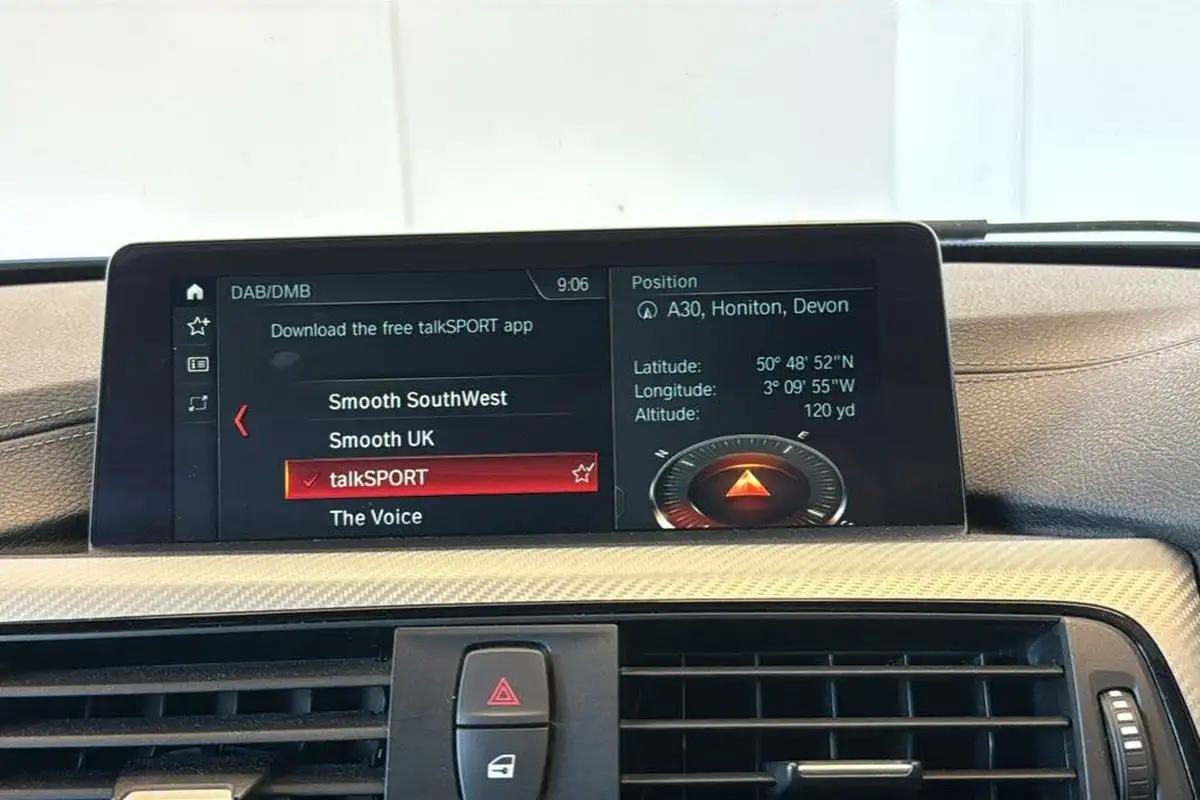 DAB/DMB
9:06
Download the free talkSPORT app
Smooth SouthWest
Smooth UK
talkSPORT
The Voice
Position
A30, Honiton, Devon
Latitude: 50° 48' 52"N
Longitude: 3° 09' 55"W
Altitude: 120 yd
N
E